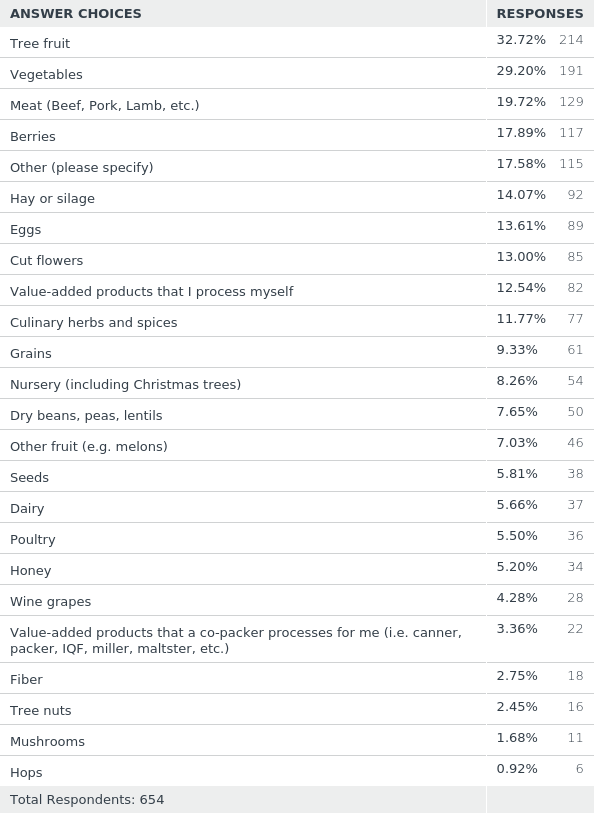 ANSWER CHOICES RESPONSES
Tree fruit 32.72% 214
Vegetables 29.20% 191
Meat (Beef, Pork, Lamb, etc.) 19.72% 129
Berries 17.89% 117
Other (please specify) 17.58% 115
Hay or silage 14.07% 92
Eggs 13.61% 89
Cut flowers 13.00% 85
Value-added products that I process myself 12.54% 82
Culinary herbs and spices 11.77% 77
Grains 9.33% 61
Nursery (including Christmas trees) 8.26% 54
Dry beans, peas, lentils 7.65% 50
Other fruit (e.g. melons) 7.03% 46
Seeds 5.81% 38
Dairy 5.66% 37
Poultry 5.50% 36
Honey 5.20% 34
Wine grapes 4.28% 28
Value-added products that a co-packer processes for me (i.e. canner, 3.36% 22
packer, IQF, miller, maltster, etc.)
Fiber 2.75% 18
Tree nuts 2.45% 16
Mushrooms 1.68% 11
Hops 0.92% 6
Total Respondents: 654